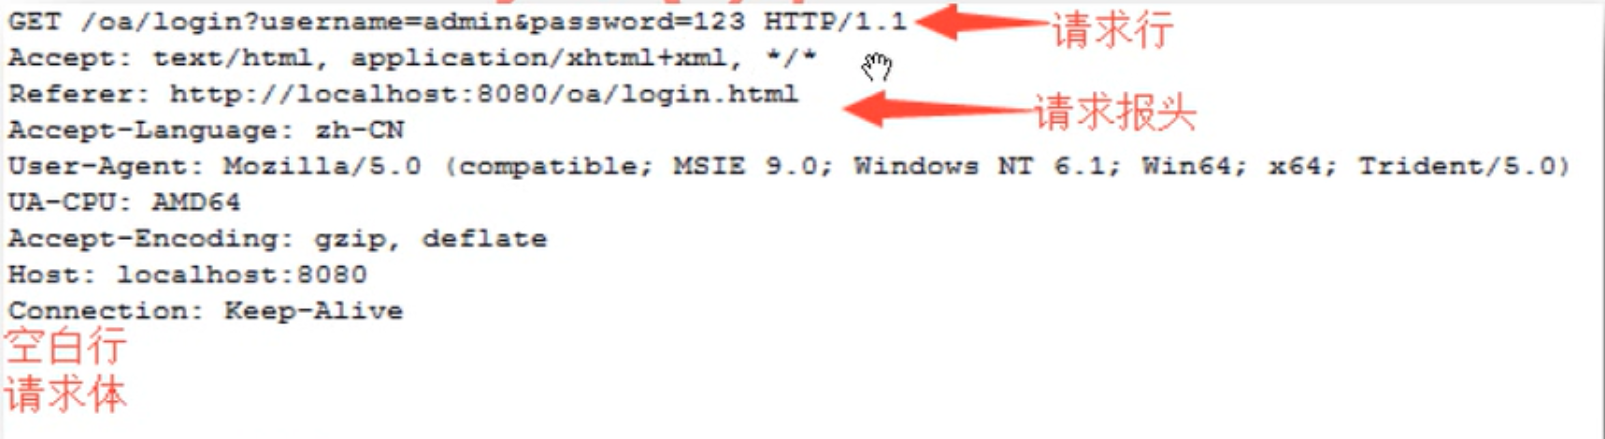 GET /oa/login?username=admin&password=123 HTTP/1.1 请求行
Accept: text/html, application/xhtml+xml, */*
Referer: http://localhost:8080/oa/login.html
请求报头
Accept-Language: zh-CN
User-Agent: Mozilla/5.0 (compatible; MSIE 9.0; Windows NT 6.1; Win64; x64; Trident/5.0)
UA-CPU: AMD64
Accept-Encoding: gzip, deflate
Host: localhost:8080
Connection: Keep-Alive
空白行
请求体